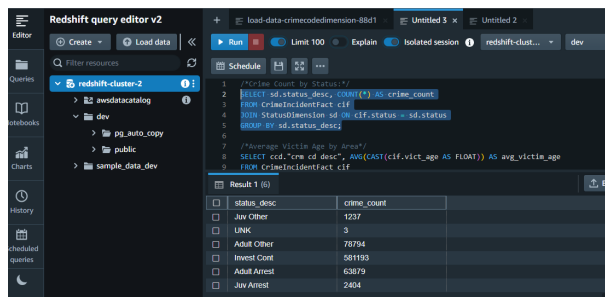 Editor
Queries
Notebooks
Charts
History
Scheduled
queries
Redshift query editor v2
Create
Load data
Filter resources
redshift-cluster-2
awsdatacatalog
dev
pg_auto_copy
public
sample_data_dev
load-data-crimecodedimension-88d1
Untitled 3
Untitled 2
Run
Limit 100
Explain
Isolated session
redshift-clust...
dev
Schedule
1 /*Crime Count by Status:*/
2 SELECT sd.status_desc, COUNT(*) AS crime_count
3 FROM CrimeIncidentFact cif
4 JOIN StatusDimension sd ON cif.status = sd.status
5 GROUP BY sd.status_desc;
6
7 /*Average Victim Age by Area*/
8 SELECT ccd."crm cd desc", AVG(CAST(cif.vict_age AS FLOAT)) AS avg_victim_age
9 FROM CrimeIncidentFact cif
Result 1 (6)
status_desc crime_count
Juv Other 1237
UNK 3
Adult Other 78794
Invest Cont 581193
Adult Arrest 63879
Juv Arrest 2404